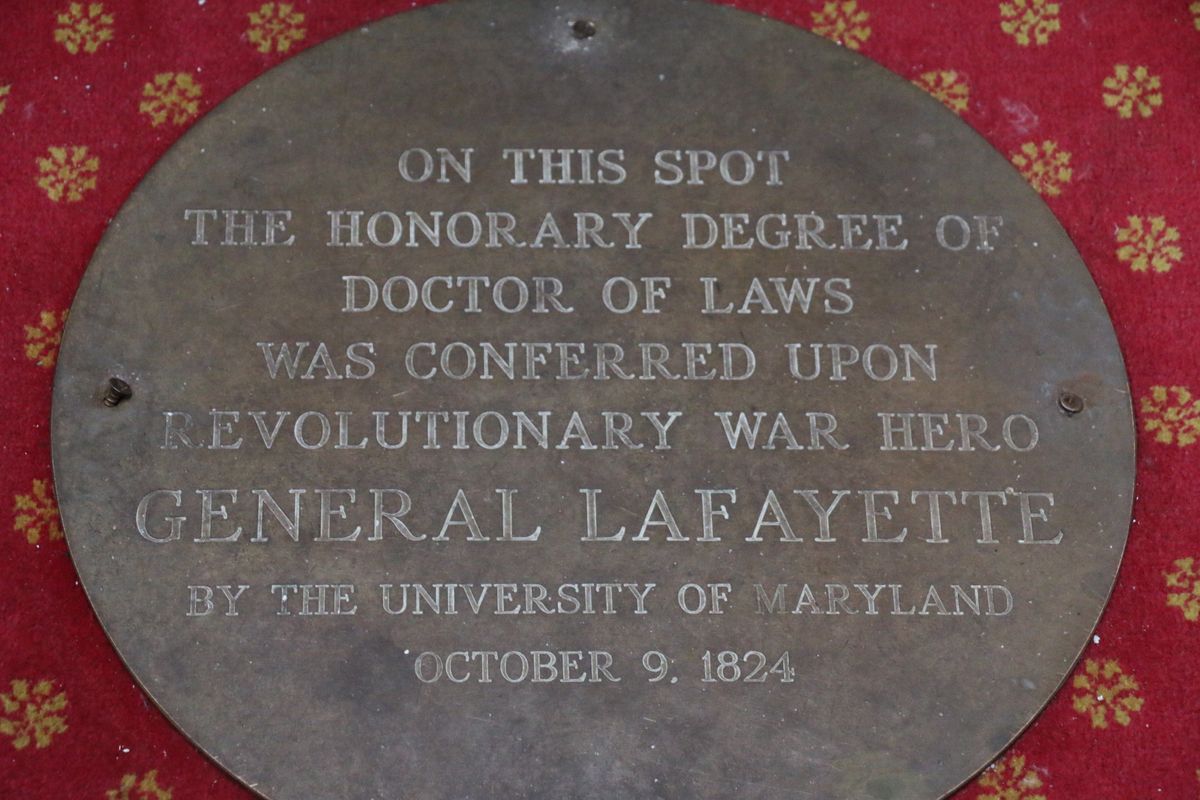 ON THIS SPOT
THE HONORARY DEGREE OF
DOCTOR OF LAWS
WAS CONFERRED UPON
REVOLUTIONARY WAR HERO
GENERAL LAFAYETTE
BY THE UNIVERSITY OF MARYLAND
OCTOBER 9, 1824